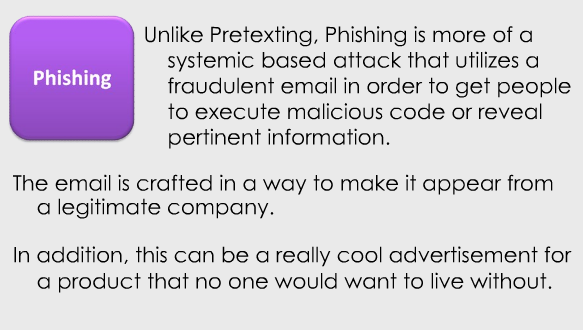 Phishing
Unlike Pretexting, Phishing is more of a
systemic based attack that utilizes a
fraudulent email in order to get people
to execute malicious code or reveal
pertinent information.
The email is crafted in a way to make it appear from
a legitimate company.
In addition, this can be a really cool advertisement for
a product that no one would want to live without.